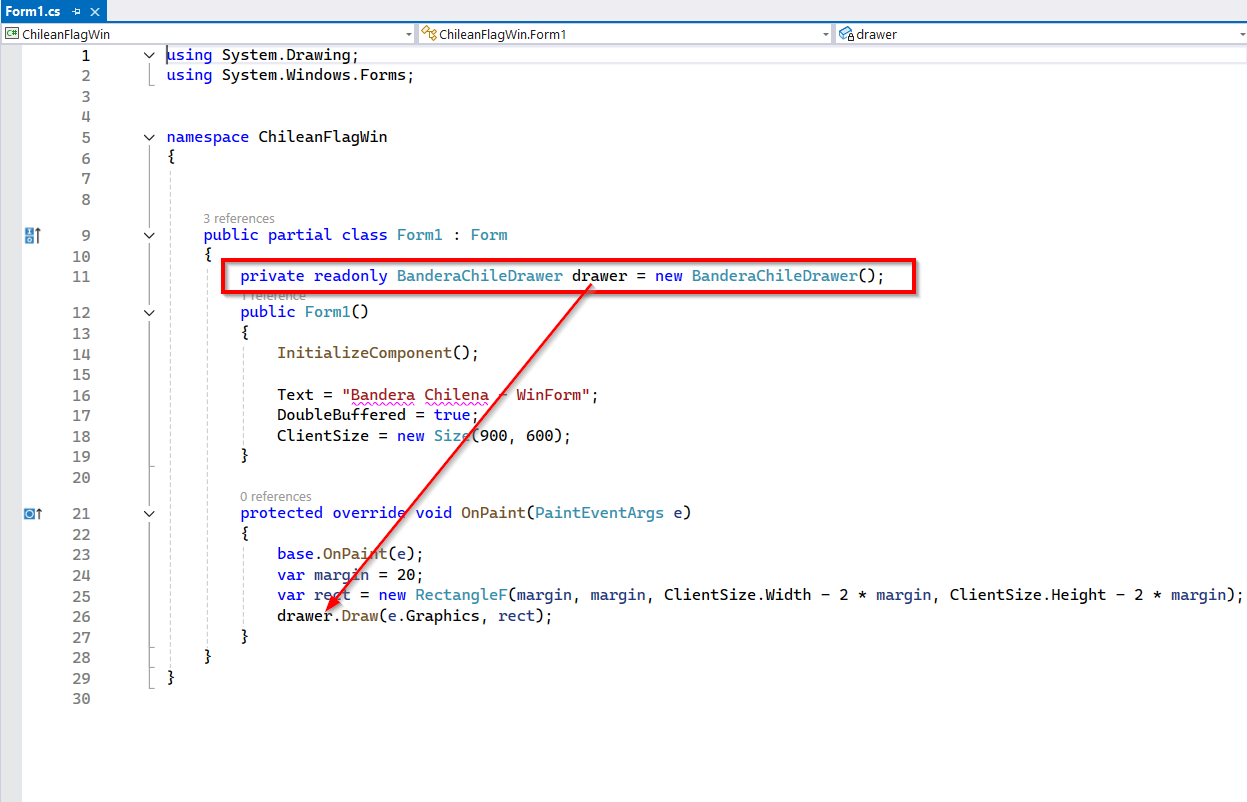 Form1.cs
ChileanFlagWin ChileanFlagWin.Form1 drawer
1 using System.Drawing;
2 using System.Windows.Forms;
3
4
5 namespace ChileanFlagWin
6 {
7
8
3 references
9 public partial class Form1 : Form
10 {
11 private readonly BanderaChileDrawer drawer = new BanderaChileDrawer();
1 reference
12 public Form1()
13 {
14 InitializeComponent();
15
16 Text = "Bandera Chilena - WinForm";
17 DoubleBuffered = true;
18 ClientSize = new Size(900, 600);
19 }
20
0 references
21 protected override void OnPaint(PaintEventArgs e)
22 {
23 base.OnPaint(e);
24 var margin = 20;
25 var rect = new RectangleF(margin, margin, ClientSize.Width - 2 * margin, ClientSize.Height - 2 * margin);
26 drawer.Draw(e.Graphics, rect);
27 }
28 }
29 }
30